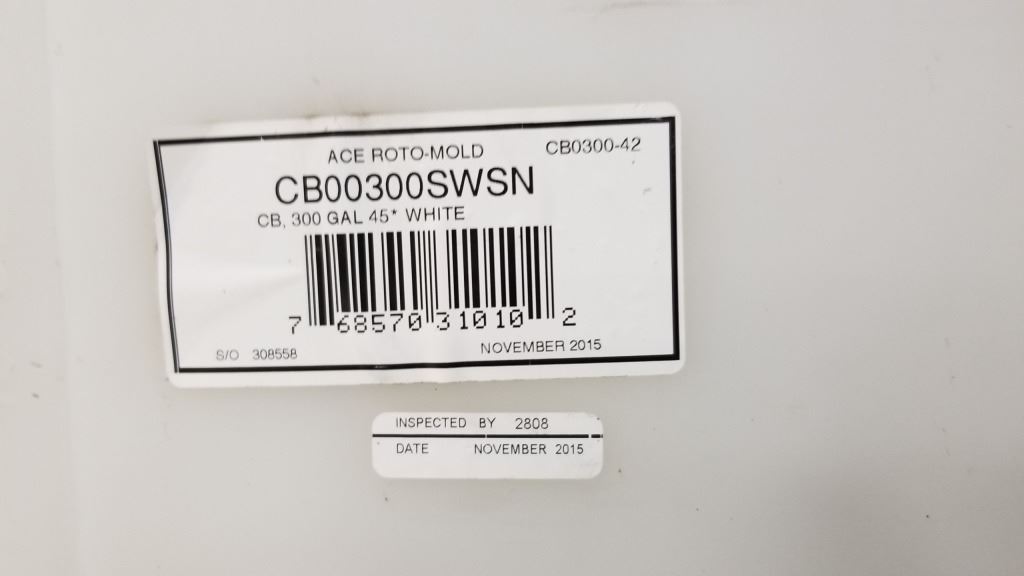 ACE ROTO-MOLD CB0300-42
CB00300SWSN
CB, 300 GAL 45* WHITE
7 68570 31010 2
S/O 308558 NOVEMBER 2015
INSPECTED BY 2808
DATE NOVEMBER 2015